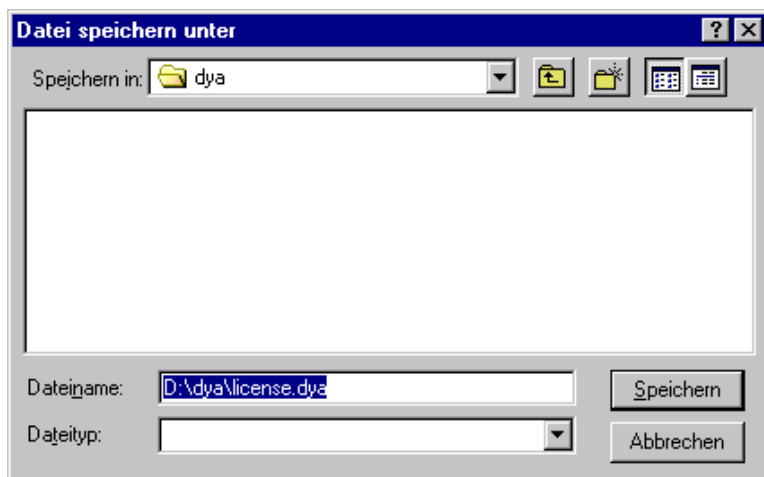 Datei speichern unter
Speichern in: dya
Dateiname: D:\dya\license.dya Speichern
Dateityp: Abbrechen